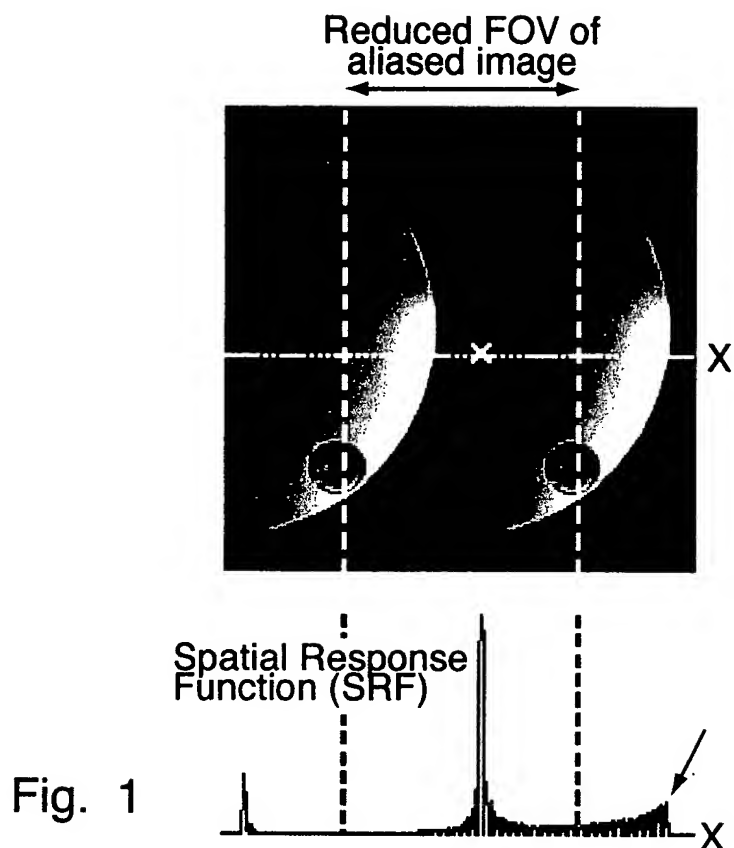 Reduced FOV of
aliased image
X
X
Spatial Response
Function (SRF)
Fig. 1
X